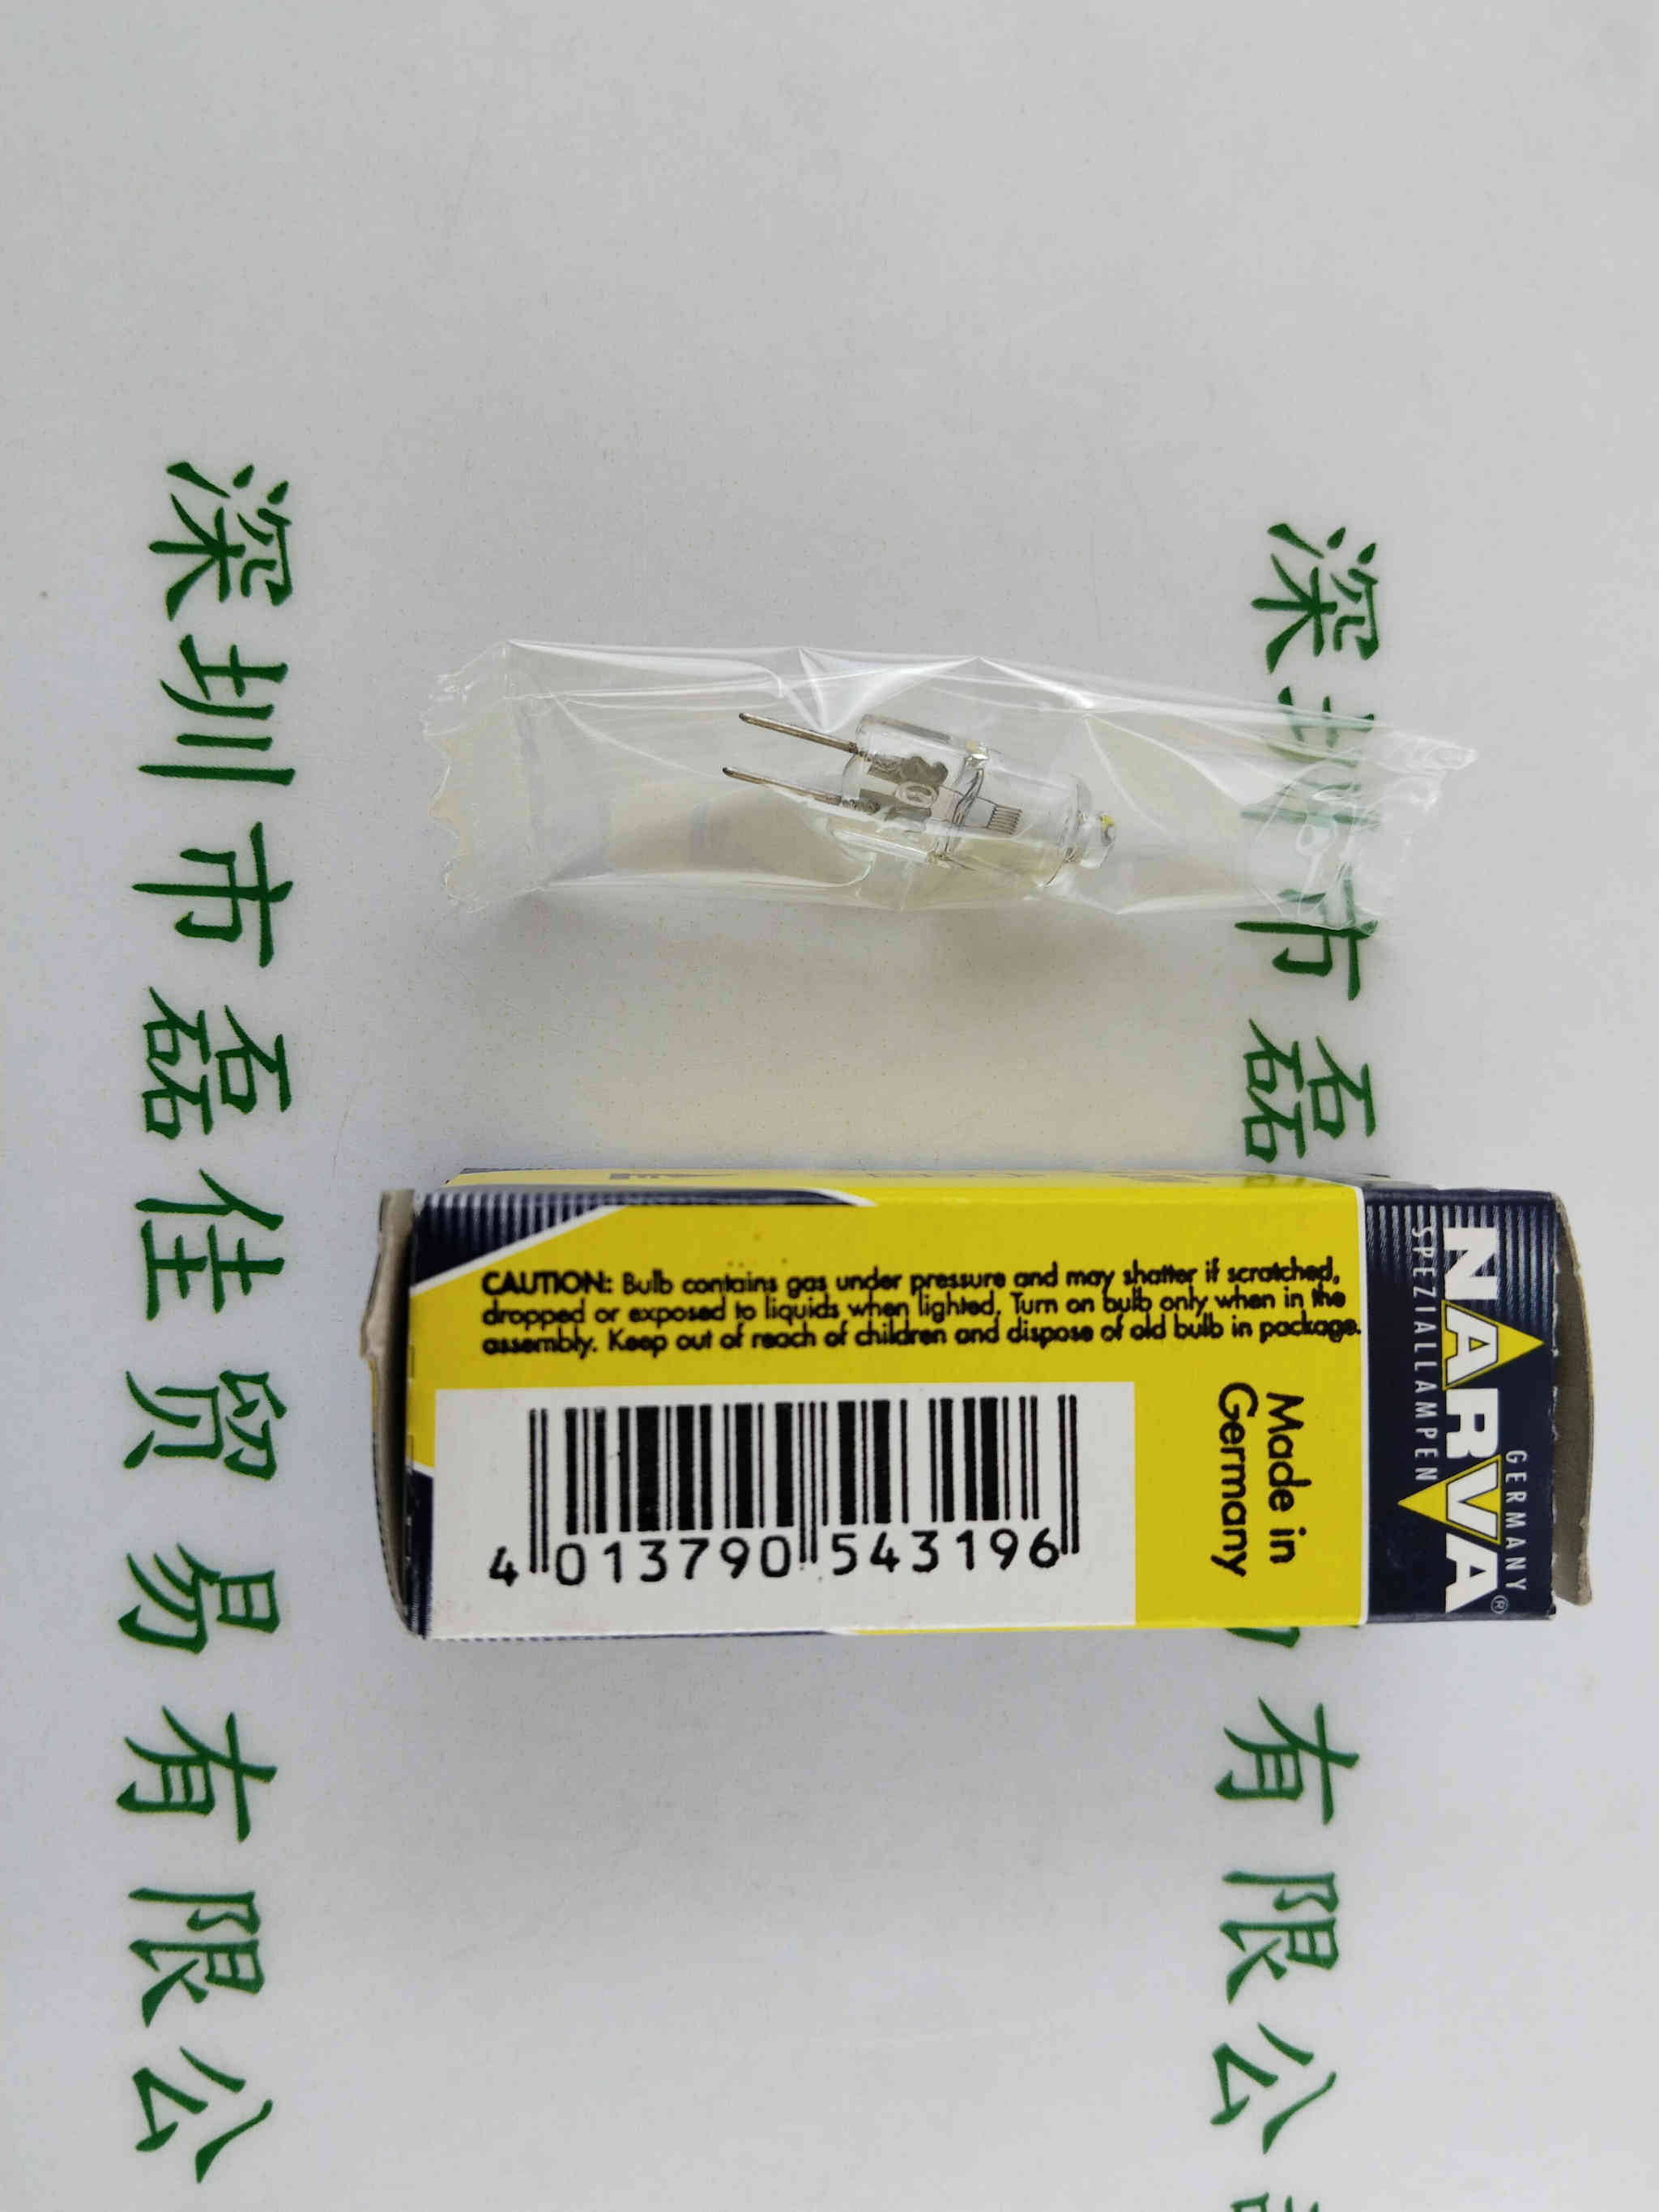 深圳市磊佳贸易有限公
深圳市磊
有限公
CAUTION: Bulb contains gas under pressure and may shatter if scratched,
dropped or exposed to liquids when lighted. Turn on bulb only when in the
assembly. Keep out of reach of children and dispose of old bulb in package.
4 013790 543196
Made in
Germany
GERMANY
NARVA®
SPEZIALLAMPEN